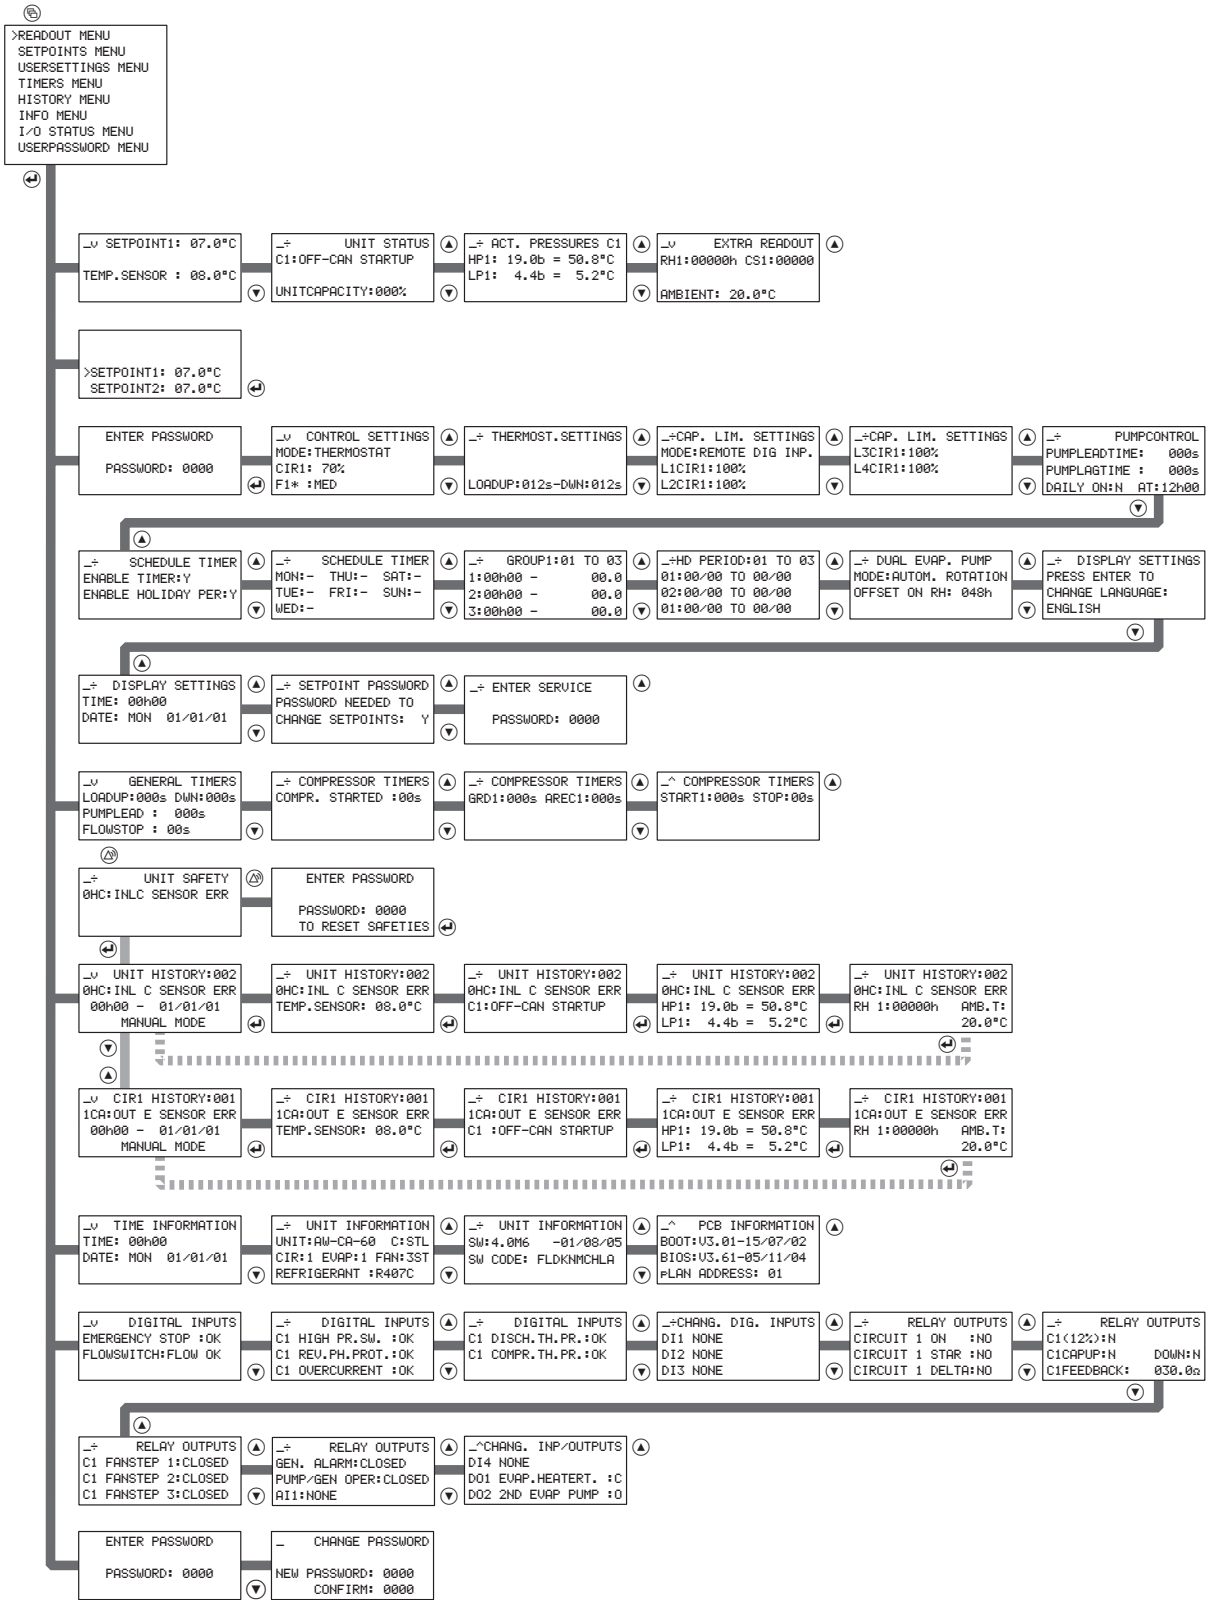 >READOUT MENU
SETPOINTS MENU
USERSETTINGS MENU
TIMERS MENU
HISTORY MENU
INFO MENU
I/O STATUS MENU
USERPASSWORD MENU
_v SETPOINT1: 07.0°C
TEMP.SENSOR : 08.0°C
_÷ UNIT STATUS
C1:OFF-CAN STARTUP
UNITCAPACITY:000%
_÷ ACT. PRESSURES C1
HP1: 19.0b = 50.8°C
LP1: 4.4b = 5.2°C
_v EXTRA READOUT
RH1:00000h CS1:00000
AMBIENT: 20.0°C
>SETPOINT1: 07.0°C
SETPOINT2: 07.0°C
ENTER PASSWORD
PASSWORD: 0000
_v CONTROL SETTINGS
MODE:THERMOSTAT
CIR1: 70%
F1* :MED
_÷ THERMOST.SETTINGS
LOADUP:012s-DWN:012s
_÷CAP. LIM. SETTINGS
MODE:REMOTE DIG INP.
L1CIR1:100%
L2CIR1:100%
_÷CAP. LIM. SETTINGS
L3CIR1:100%
L4CIR1:100%
_÷ PUMPCONTROL
PUMPLEADTIME: 000s
PUMPLAGTIME : 000s
DAILY ON:N AT:12h00
_÷ SCHEDULE TIMER
ENABLE TIMER:Y
ENABLE HOLIDAY PER:Y
_÷ SCHEDULE TIMER
MON:- THU:- SAT:-
TUE:- FRI:- SUN:-
WED:-
_÷ GROUP1:01 TO 03
1:00h00 - 00.0
2:00h00 - 00.0
3:00h00 - 00.0
_÷HD PERIOD:01 TO 03
01:00/00 TO 00/00
02:00/00 TO 00/00
01:00/00 TO 00/00
_÷ DUAL EVAP. PUMP
MODE:AUTOM. ROTATION
OFFSET ON RH: 048h
_÷ DISPLAY SETTINGS
PRESS ENTER TO
CHANGE LANGUAGE:
ENGLISH
_÷ DISPLAY SETTINGS
TIME: 00h00
DATE: MON 01/01/01
_÷ SETPOINT PASSWORD
PASSWORD NEEDED TO
CHANGE SETPOINTS: Y
_÷ ENTER SERVICE
PASSWORD: 0000
_v GENERAL TIMERS
LOADUP:000s DWN:000s
PUMPLEAD : 000s
FLOWSTOP : 00s
_÷ COMPRESSOR TIMERS
COMPR. STARTED :00s
_÷ COMPRESSOR TIMERS
GRD1:000s AREC1:000s
_^ COMPRESSOR TIMERS
START1:000s STOP:00s
_÷ UNIT SAFETY
0HC:INLC SENSOR ERR
ENTER PASSWORD
PASSWORD: 0000
TO RESET SAFETIES
_v UNIT HISTORY:002
0HC:INL C SENSOR ERR
00h00 - 01/01/01
MANUAL MODE
_÷ UNIT HISTORY:002
0HC:INL C SENSOR ERR
TEMP.SENSOR: 08.0°C
_÷ UNIT HISTORY:002
0HC:INL C SENSOR ERR
C1:OFF-CAN STARTUP
_÷ UNIT HISTORY:002
0HC:INL C SENSOR ERR
HP1: 19.0b = 50.8°C
LP1: 4.4b = 5.2°C
_÷ UNIT HISTORY:002
0HC:INL C SENSOR ERR
RH 1:00000h AMB.T:
20.0°C
_v CIR1 HISTORY:001
1CA:OUT E SENSOR ERR
00h00 - 01/01/01
MANUAL MODE
_÷ CIR1 HISTORY:001
1CA:OUT E SENSOR ERR
TEMP.SENSOR: 08.0°C
_÷ CIR1 HISTORY:001
1CA:OUT E SENSOR ERR
C1 :OFF-CAN STARTUP
_÷ CIR1 HISTORY:001
1CA:OUT E SENSOR ERR
HP1: 19.0b = 50.8°C
LP1: 4.4b = 5.2°C
_÷ CIR1 HISTORY:001
1CA:OUT E SENSOR ERR
RH 1:00000h AMB.T:
20.0°C
_v TIME INFORMATION
TIME: 00h00
DATE: MON 01/01/01
_÷ UNIT INFORMATION
UNIT:AW-CA-60 C:STL
CIR:1 EVAP:1 FAN:3ST
REFRIGERANT :R407C
_÷ UNIT INFORMATION
SW:4.0M6 -01/08/05
SW CODE: FLDKNMCHLA
_^ PCB INFORMATION
BOOT:V3.01-15/07/02
BIOS:V3.61-05/11/04
pLAN ADDRESS: 01
_v DIGITAL INPUTS
EMERGENCY STOP :OK
FLOWSWITCH:FLOW OK
_÷ DIGITAL INPUTS
C1 HIGH PR.SW. :OK
C1 REV.PH.PROT.:OK
C1 OVERCURRENT :OK
_÷ DIGITAL INPUTS
C1 DISCH.TH.PR.:OK
C1 COMPR.TH.PR.:OK
_÷CHANG. DIG. INPUTS
DI1 NONE
DI2 NONE
DI3 NONE
_÷ RELAY OUTPUTS
CIRCUIT 1 ON :NO
CIRCUIT 1 STAR :NO
CIRCUIT 1 DELTA:NO
_÷ RELAY OUTPUTS
C1(12%):N
C1CAPUP:N DOWN:N
C1FEEDBACK: 030.0Ω
_÷ RELAY OUTPUTS
C1 FANSTEP 1:CLOSED
C1 FANSTEP 2:CLOSED
C1 FANSTEP 3:CLOSED
_÷ RELAY OUTPUTS
GEN. ALARM:CLOSED
PUMP/GEN OPER:CLOSED
AI1:NONE
_^CHANG. INP/OUTPUTS
DI4 NONE
DO1 EVAP.HEATERT. :C
DO2 2ND EVAP PUMP :O
ENTER PASSWORD
PASSWORD: 0000
_ CHANGE PASSWORD
NEW PASSWORD: 0000
CONFIRM: 0000